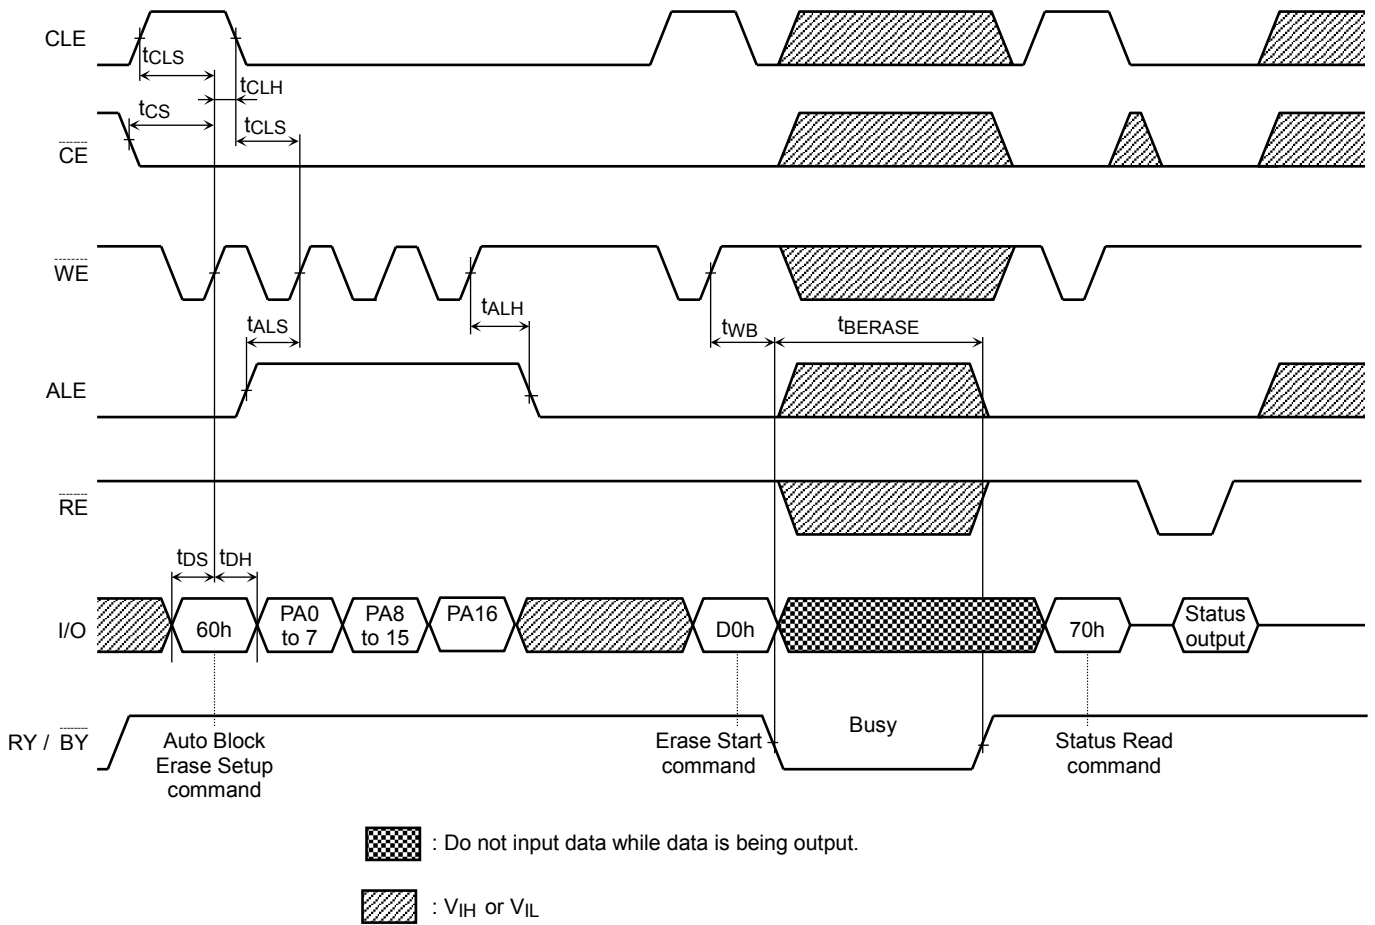 CLE
tCLS
tCLH
tCS
tCLS
CE
WE
tALH
tALS
tWB
tBERASE
ALE
RE
tDS
tDH
I/O
60h
PA0
to 7
PA8
to 15
PA16
D0h
70h
Status
output
RY / BY
Busy
Auto Block
Erase Setup
command
Erase Start
command
Status Read
command
: Do not input data while data is being output.
: VIH or VIL